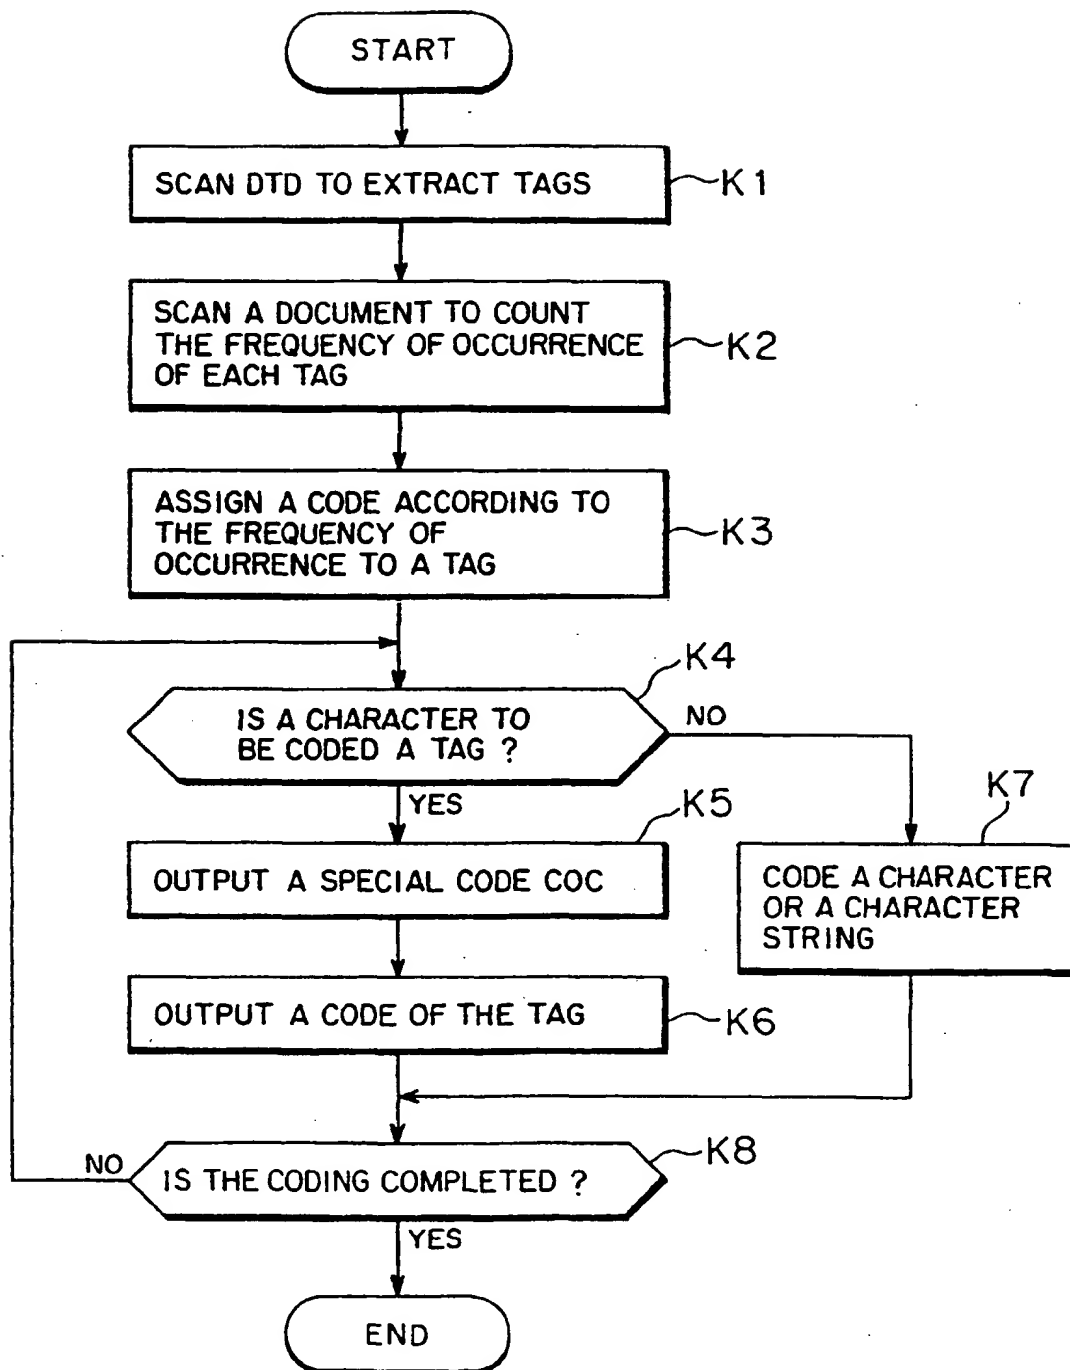 START
SCAN DTD TO EXTRACT TAGS
K1
SCAN A DOCUMENT TO COUNT
THE FREQUENCY OF OCCURRENCE
OF EACH TAG
K2
ASSIGN A CODE ACCORDING TO
THE FREQUENCY OF
OCCURRENCE TO A TAG
K3
K4
IS A CHARACTER TO
BE CODED A TAG ?
NO
YES
K5
OUTPUT A SPECIAL CODE COC
K7
CODE A CHARACTER
OR A CHARACTER
STRING
OUTPUT A CODE OF THE TAG
K6
K8
NO
IS THE CODING COMPLETED ?
YES
END